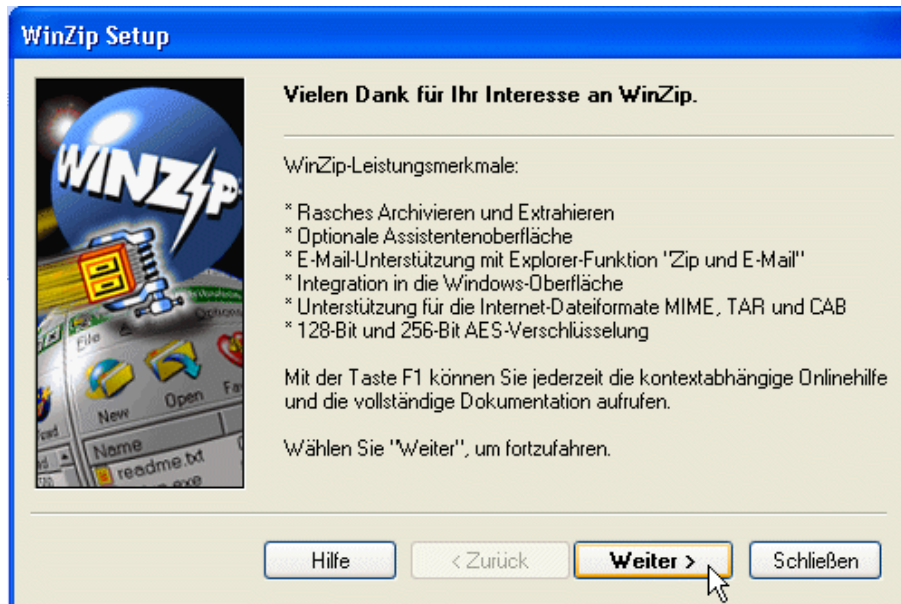 WinZip Setup
WINZIP
File
Options
New
Open
Name
readme.txt
Vielen Dank für Ihr Interesse an WinZip.
WinZip-Leistungsmerkmale:
* Rasches Archivieren und Extrahieren
* Optionale Assistentenoberfläche
* E-Mail-Unterstützung mit Explorer-Funktion "Zip und E-Mail"
* Integration in die Windows-Oberfläche
* Unterstützung für die Internet-Dateiformate MIME, TAR und CAB
* 128-Bit und 256-Bit AES-Verschlüsselung
Mit der Taste F1 können Sie jederzeit die kontextabhängige Onlinehilfe
und die vollständige Dokumentation aufrufen.
Wählen Sie "Weiter", um fortzufahren.
Hilfe
< Zurück
Weiter >
Schließen